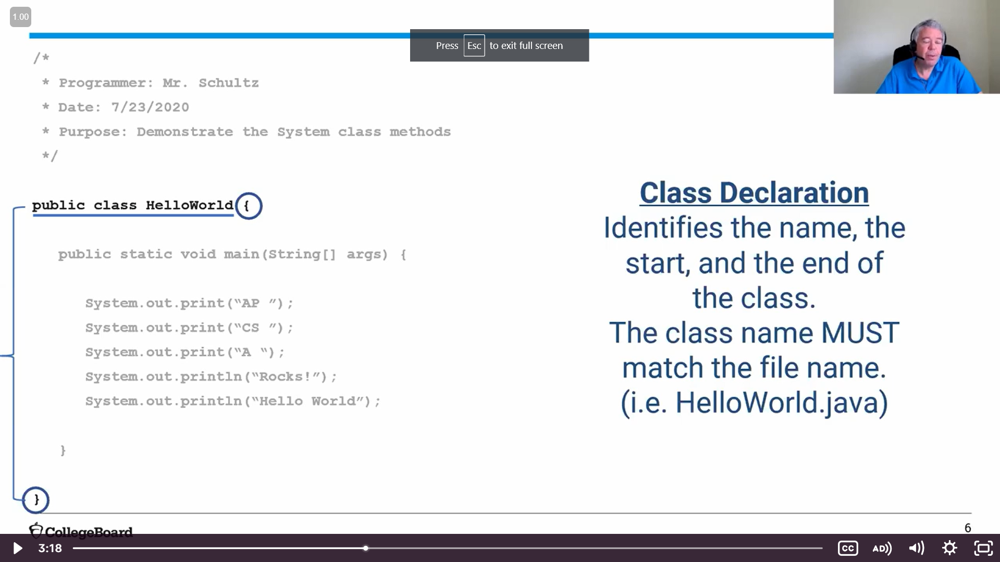 1.00
Press Esc to exit full screen
/*
* Programmer: Mr. Schultz
* Date: 7/23/2020
* Purpose: Demonstrate the System class methods
*/
public class HelloWorld {
public static void main(String[] args) {
System.out.print(“AP ”);
System.out.print(“CS ”);
System.out.print(“A “);
System.out.println(“Rocks!”);
System.out.println(“Hello World”);
}
}
Class Declaration
Identifies the name, the
start, and the end of
the class.
The class name MUST
match the file name.
(i.e. HelloWorld.java)
CollegeBoard
6
3:18
CC
AD